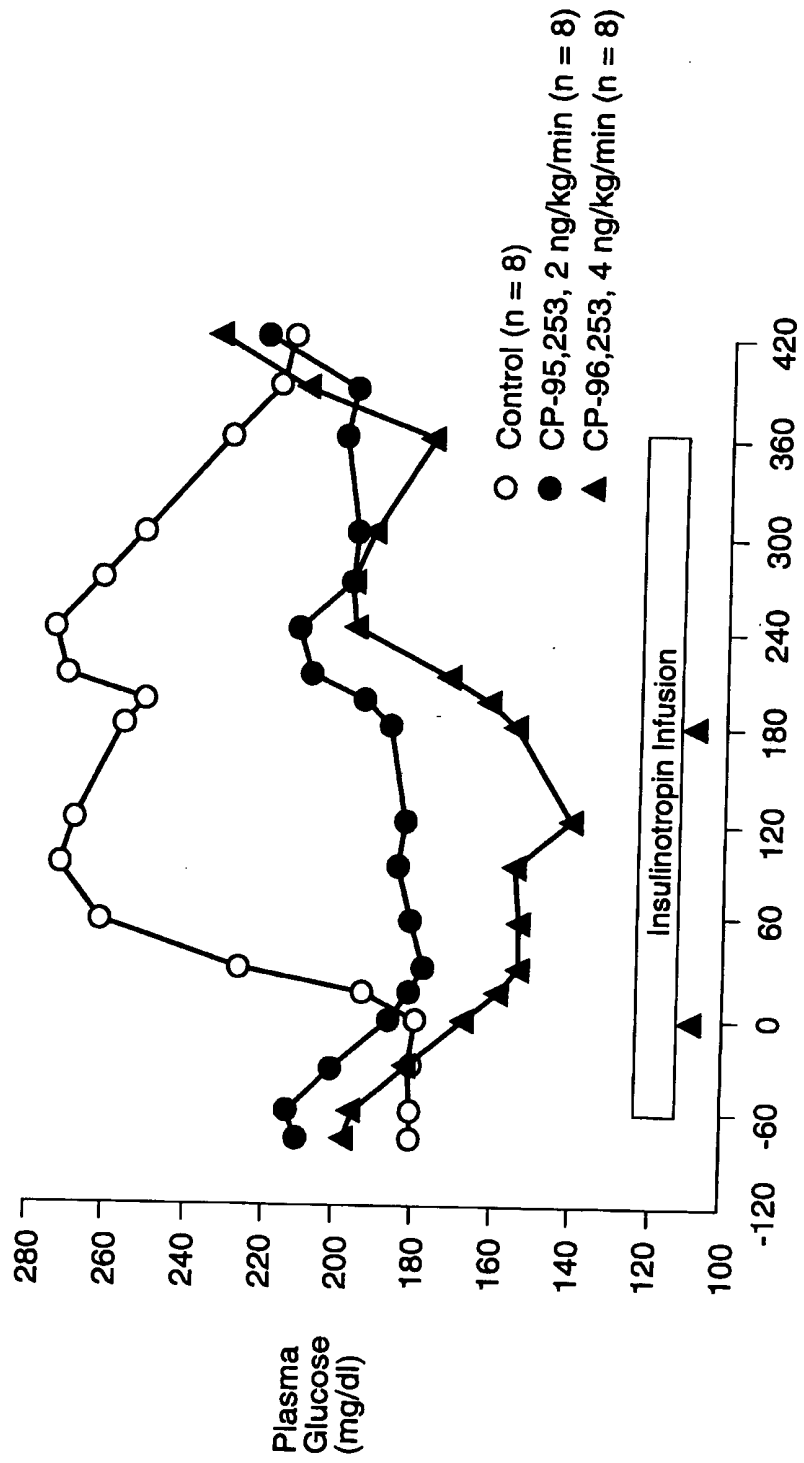 Plasma
Glucose
(mg/dl)
280
260
240
220
200
180
160
140
120
100
Control (n = 8)
CP-95,253, 2 ng/kg/min (n = 8)
CP-96,253, 4 ng/kg/min (n = 8)
Insulinotropin Infusion
-120
-60
0
60
120
180
240
300
360
420